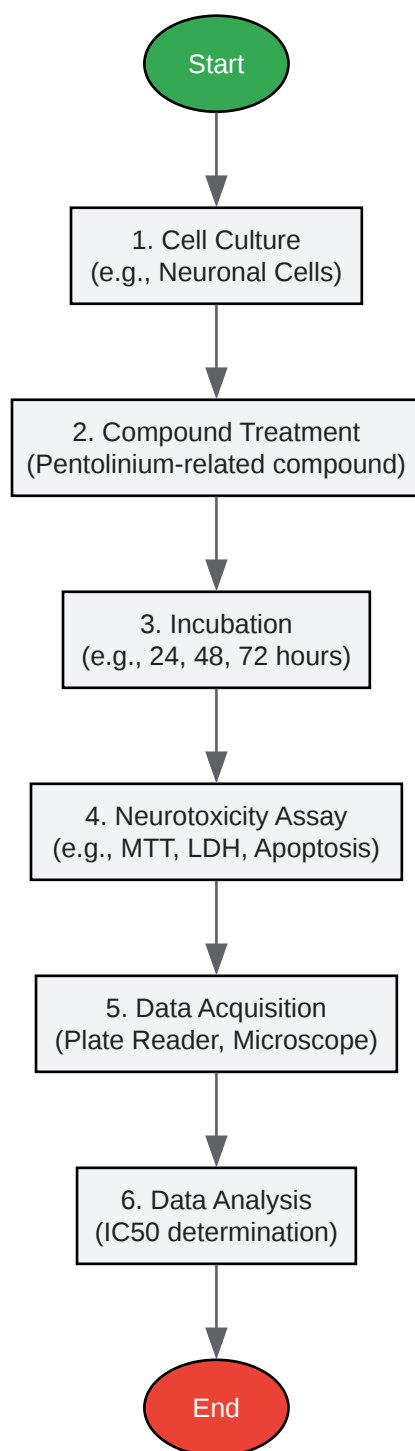 Start
1. Cell Culture
(e.g., Neuronal Cells)
2. Compound Treatment
(Pentolinium-related compound)
3. Incubation
(e.g., 24, 48, 72 hours)
4. Neurotoxicity Assay
(e.g., MTT, LDH, Apoptosis)
5. Data Acquisition
(Plate Reader, Microscope)
6. Data Analysis
(IC50 determination)
End